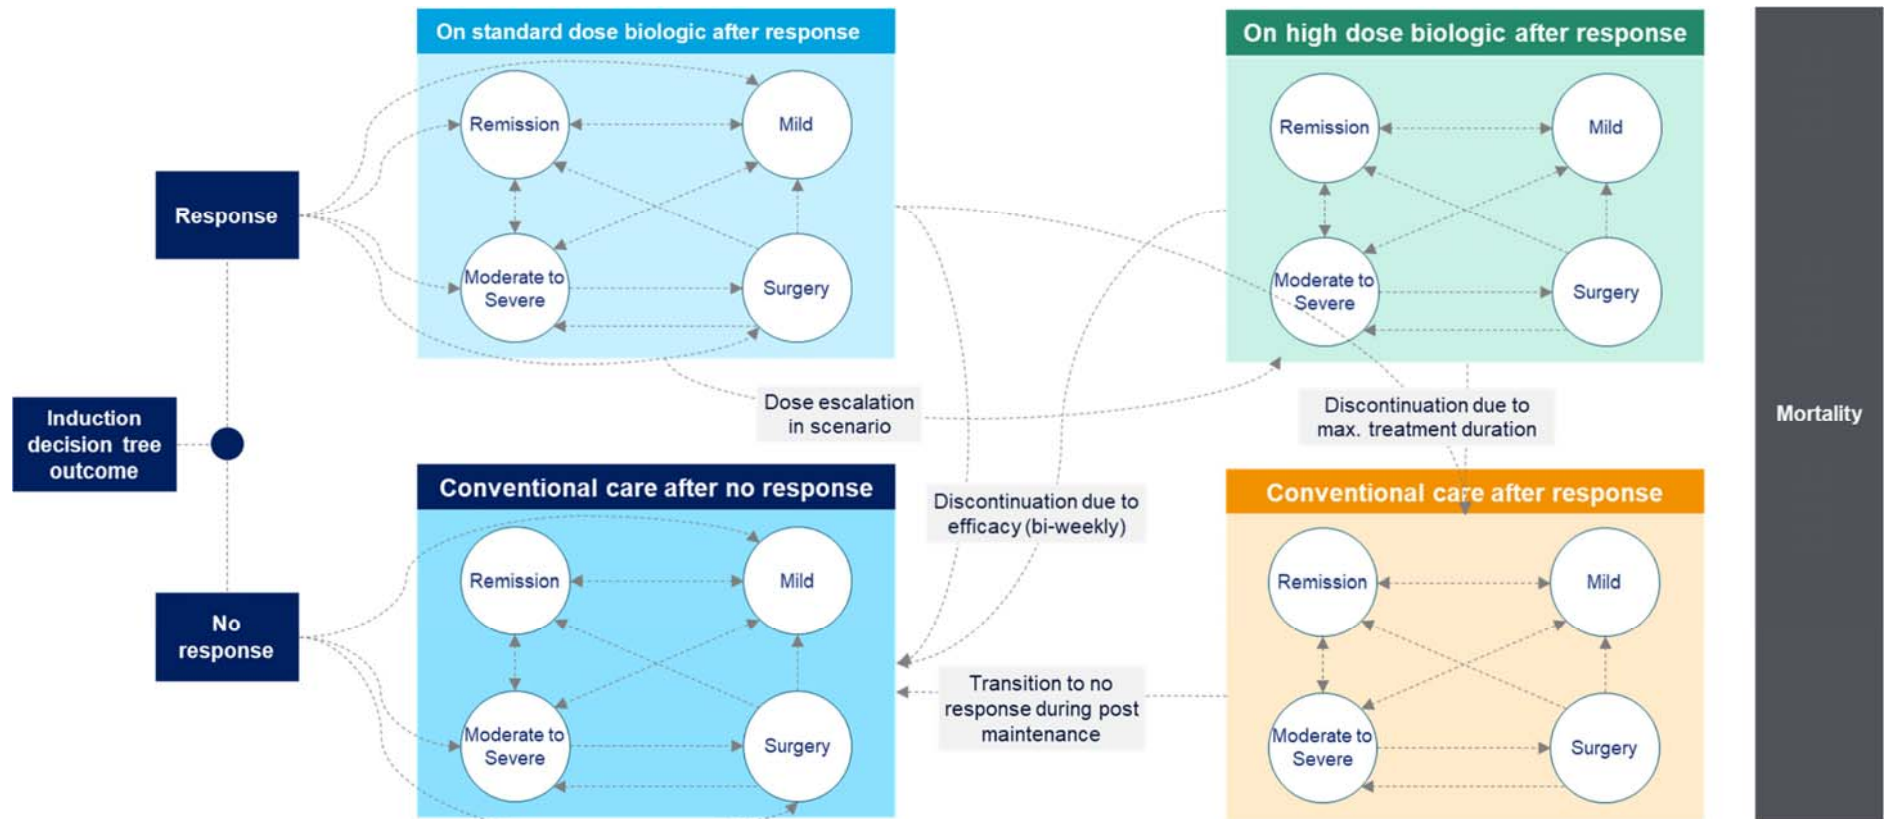 On standard dose biologic after response
Remission
Mild
Moderate to
Severe
Surgery
On high dose biologic after response
Remission
Mild
Moderate to
Severe
Surgery
Response
Induction
decision tree
outcome
No
response
Dose escalation
in scenario
Discontinuation due to
max. treatment duration
Discontinuation due to
efficacy (bi-weekly)
Transition to no
response during post
maintenance
Conventional care after no response
Remission
Mild
Moderate to
Severe
Surgery
Conventional care after response
Remission
Mild
Moderate to
Severe
Surgery
Mortality